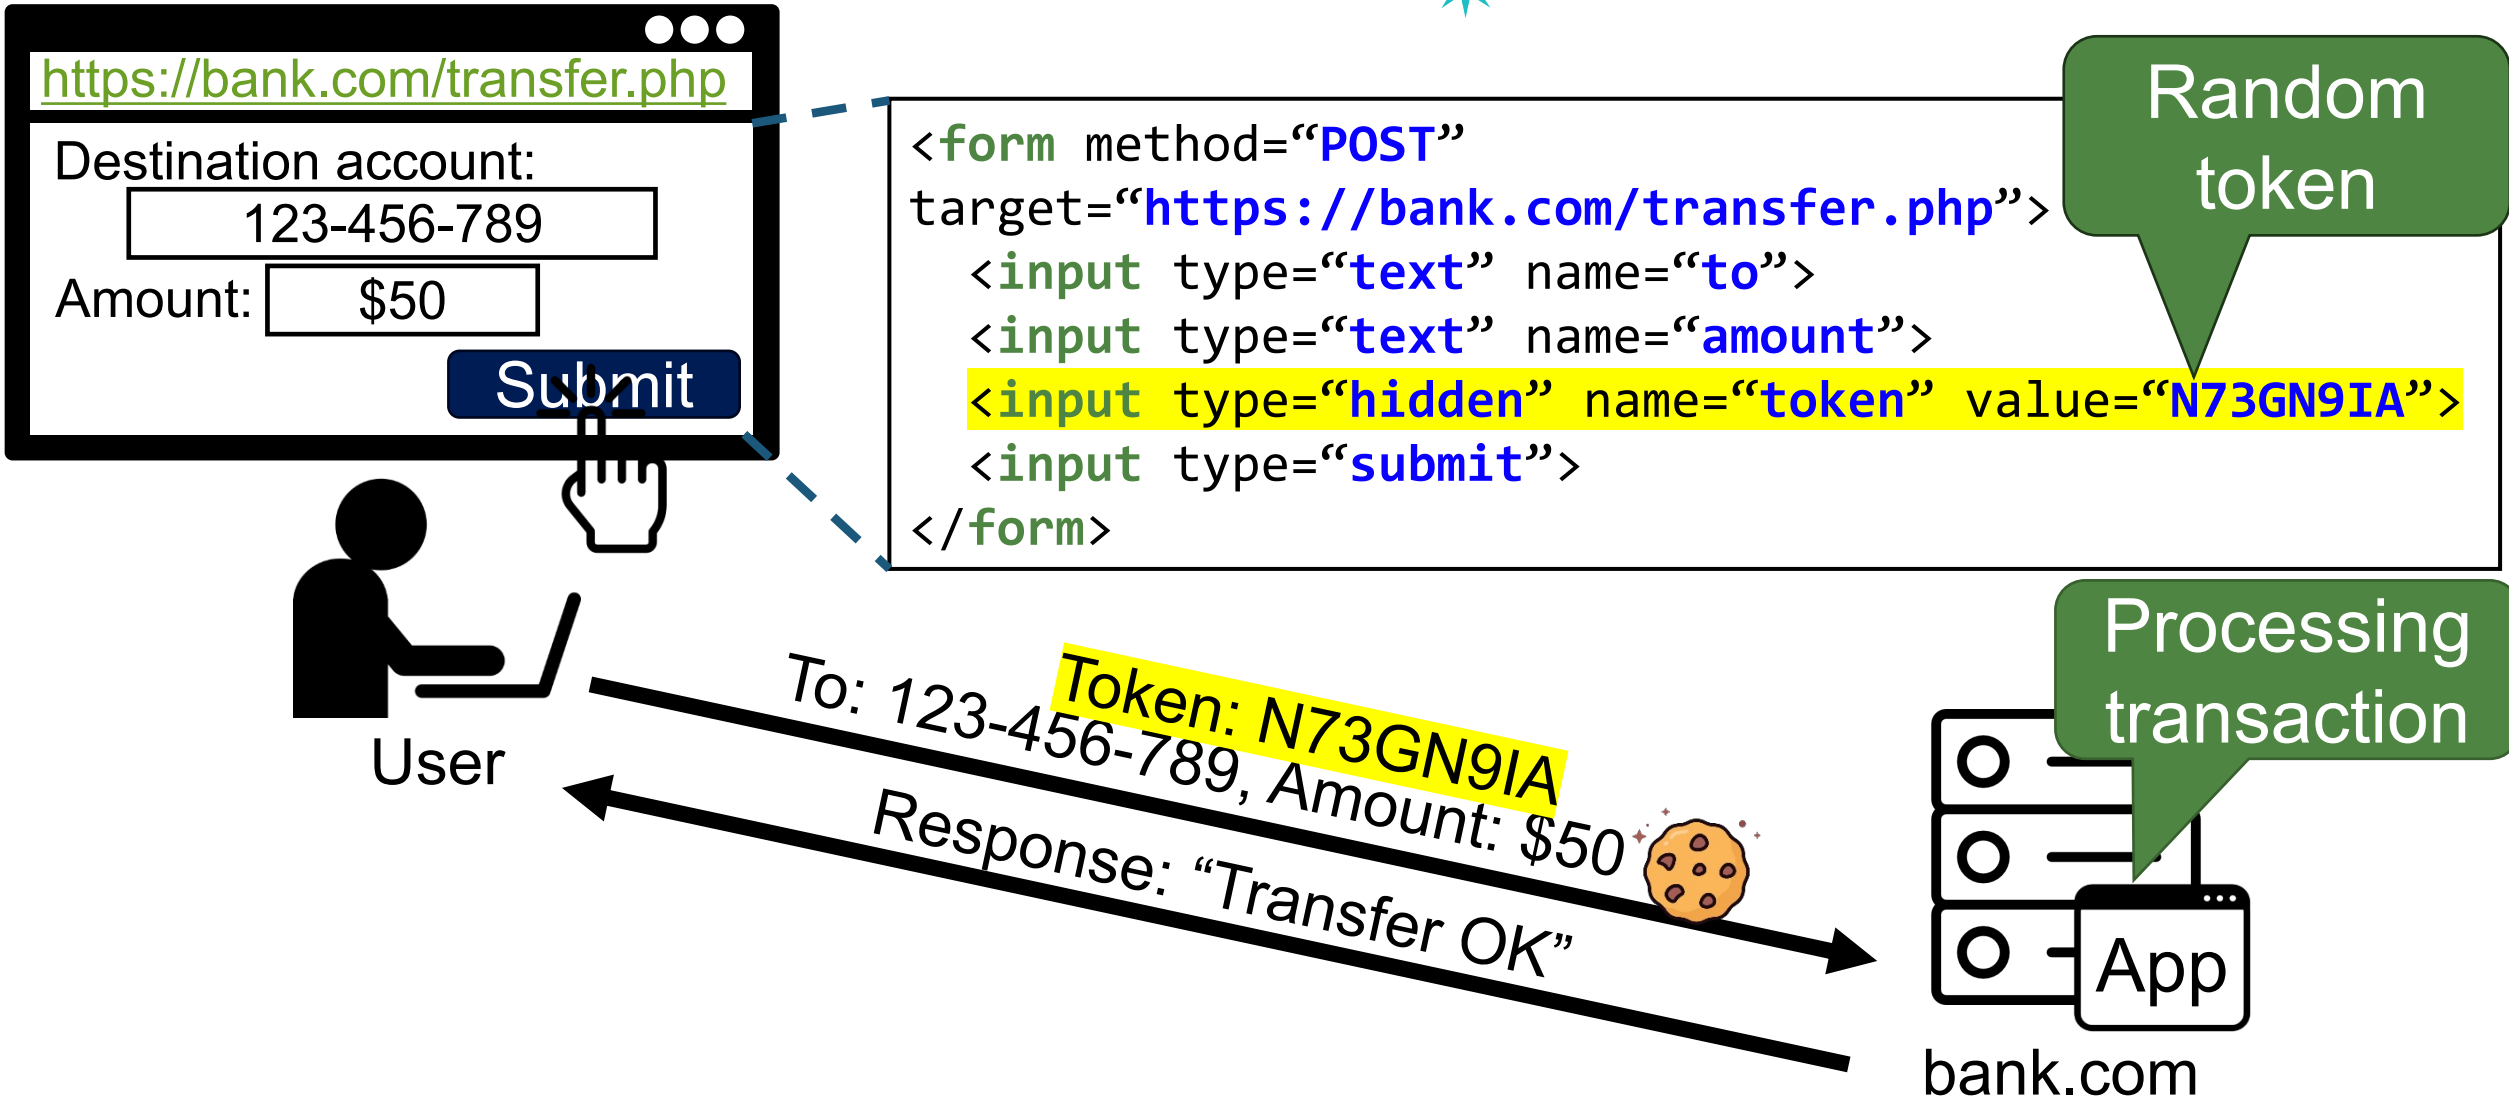 https://bank.com/transfer.php
Destination account:
123-456-789
Amount: $50
Submit
<form method=“POST”
target=“https://bank.com/transfer.php”>
<input type=“text” name=“to”>
<input type=“text” name=“amount”>
<input type=“hidden” name=“token” value=“N73GN9IA”>
<input type=“submit”>
</form>
Random
token
User
Token: N73GN9IA
To: 123-456-789, Amount: $50
Response: “Transfer OK”
Processing
transaction
App
bank.com